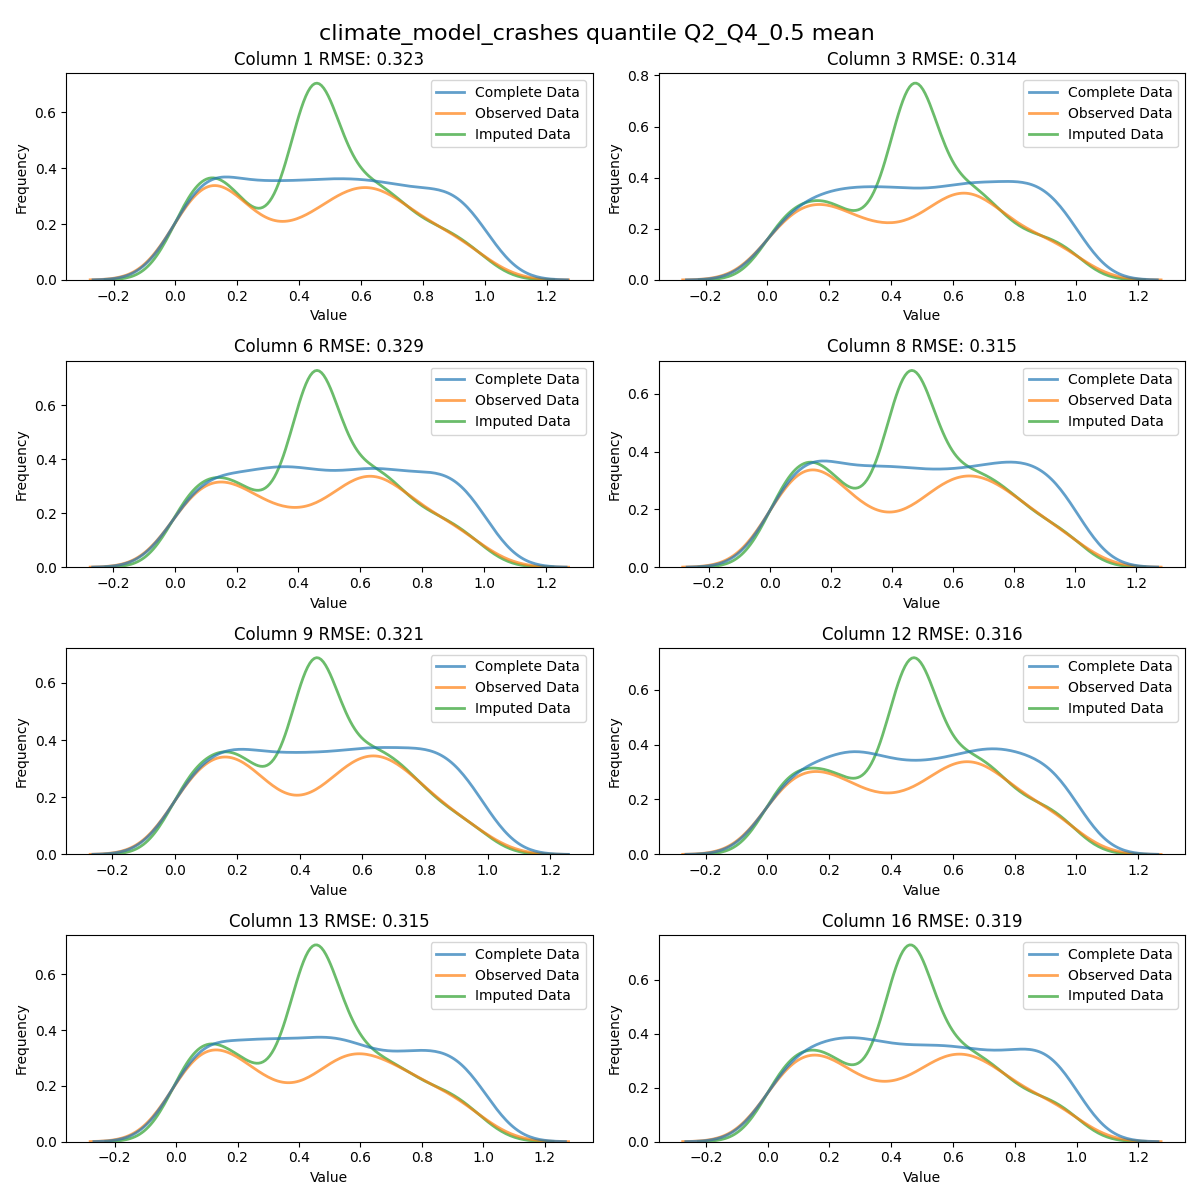 climate_model_crashes quantile Q2_Q4_0.5 mean
Column 1 RMSE: 0.323
Frequency
0.6
0.4
0.2
0.0
Complete Data
Observed Data
Imputed Data
−0.2 0.0 0.2 0.4 0.6 0.8 1.0 1.2
Value
Column 3 RMSE: 0.314
Frequency
0.8
0.6
0.4
0.2
0.0
Complete Data
Observed Data
Imputed Data
−0.2 0.0 0.2 0.4 0.6 0.8 1.0 1.2
Value
Column 6 RMSE: 0.329
Frequency
0.6
0.4
0.2
0.0
Complete Data
Observed Data
Imputed Data
−0.2 0.0 0.2 0.4 0.6 0.8 1.0 1.2
Value
Column 8 RMSE: 0.315
Frequency
0.6
0.4
0.2
0.0
Complete Data
Observed Data
Imputed Data
−0.2 0.0 0.2 0.4 0.6 0.8 1.0 1.2
Value
Column 9 RMSE: 0.321
Frequency
0.6
0.4
0.2
0.0
Complete Data
Observed Data
Imputed Data
−0.2 0.0 0.2 0.4 0.6 0.8 1.0 1.2
Value
Column 12 RMSE: 0.316
Frequency
0.6
0.4
0.2
0.0
Complete Data
Observed Data
Imputed Data
−0.2 0.0 0.2 0.4 0.6 0.8 1.0 1.2
Value
Column 13 RMSE: 0.315
Frequency
0.6
0.4
0.2
0.0
Complete Data
Observed Data
Imputed Data
−0.2 0.0 0.2 0.4 0.6 0.8 1.0 1.2
Value
Column 16 RMSE: 0.319
Frequency
0.6
0.4
0.2
0.0
Complete Data
Observed Data
Imputed Data
−0.2 0.0 0.2 0.4 0.6 0.8 1.0 1.2
Value